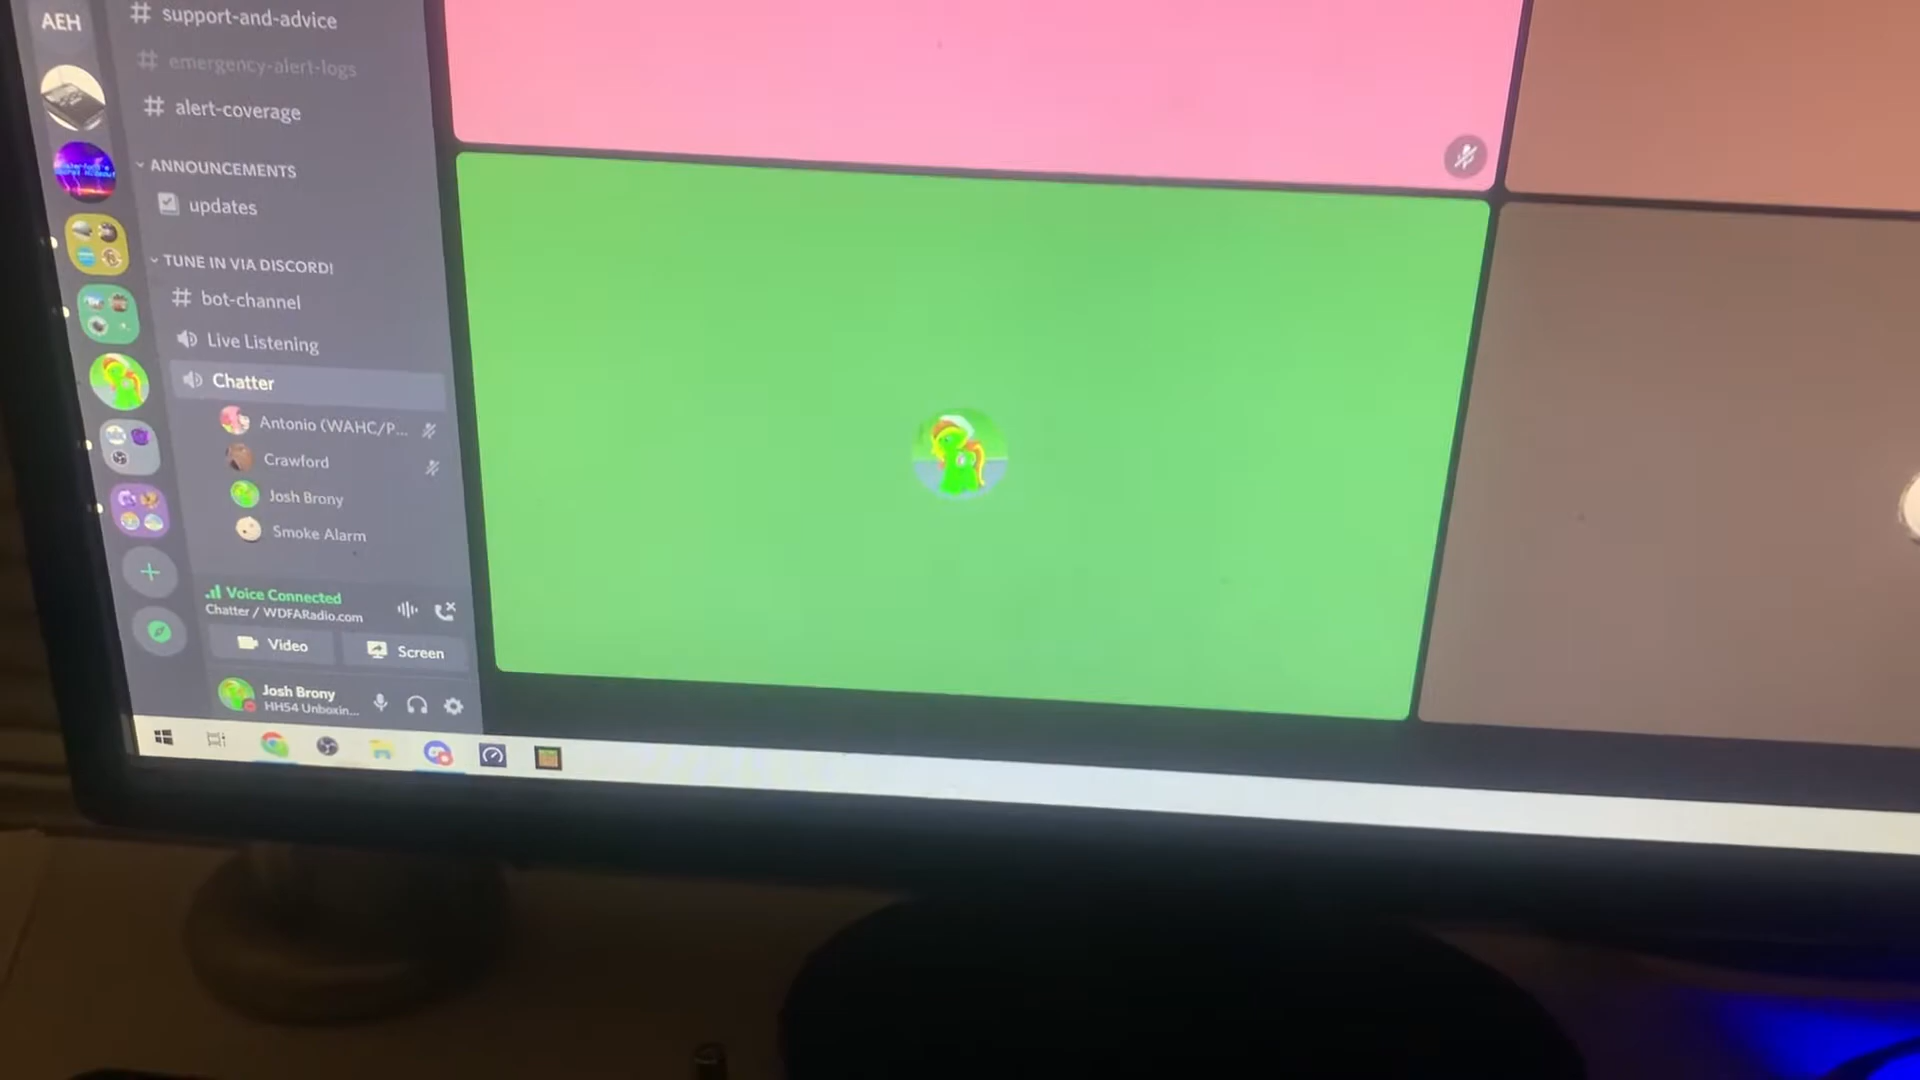 AEH
# support-and-advice
# emergency-alert-logs
# alert-coverage
ANNOUNCEMENTS
updates
TUNE IN VIA DISCORD!
# bot-channel
Live Listening
Chatter
Antonio (WAHC/P...
Crawford
Josh Brony
Smoke Alarm
Voice Connected
Chatter / WDFARadio.com
Video
Screen
Josh Brony
HH54 Unboxin...